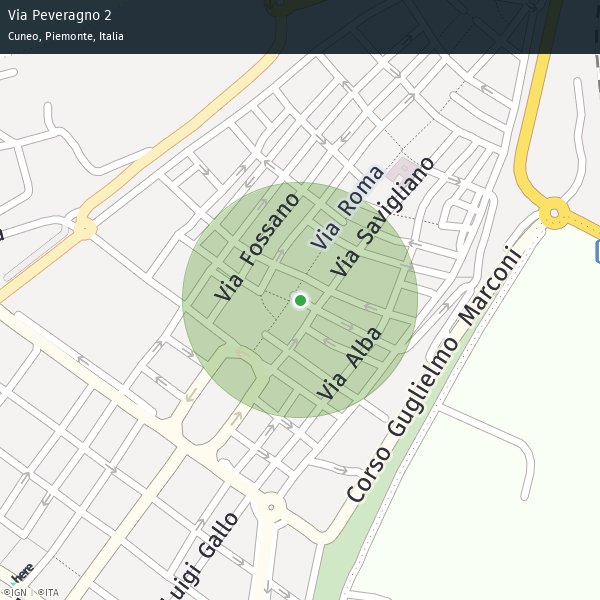 Via Peveragno 2
Cuneo, Piemonte, Italia
Via Roma
Via Savigliano
Via Fossano
a
Via Alba
Corso Guglielmo Marconi
Luigi Gallo
here
©IGN | ©ITA